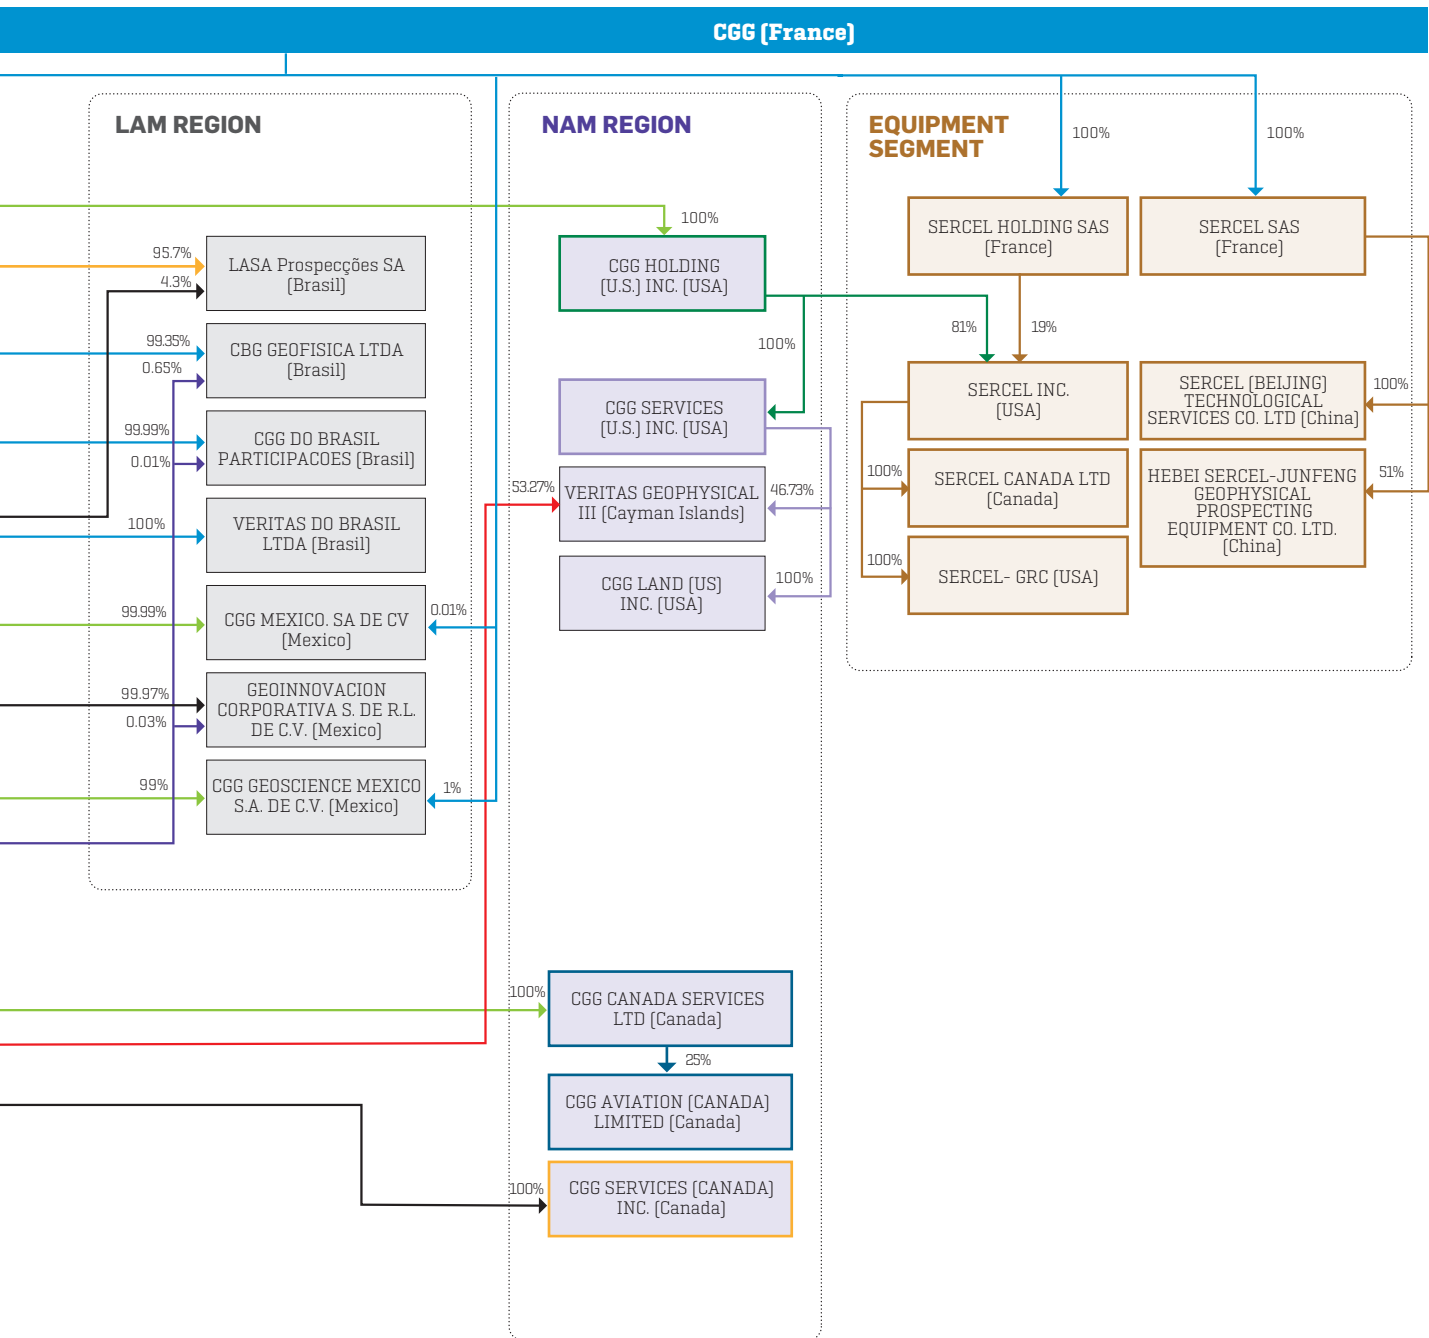 CGG (France)
LAM REGION
95.7%
4.3%
LASA Prospecções SA
(Brasil)
99.35%
0.65%
CBG GEOFISICA LTDA
(Brasil)
99.99%
0.01%
CGG DO BRASIL
PARTICIPACOES (Brasil)
100%
VERITAS DO BRASIL
LTDA (Brasil)
99.99%
CGG MEXICO. SA DE CV
(Mexico)
0.01%
99.97%
0.03%
GEOINNOVACION
CORPORATIVA S. DE R.L.
DE C.V. (Mexico)
99%
CGG GEOSCIENCE MEXICO
S.A. DE C.V. (Mexico)
1%
NAM REGION
100%
CGG HOLDING
(U.S.) INC. (USA)
100%
CGG SERVICES
(U.S.) INC. (USA)
53.27%
VERITAS GEOPHYSICAL
III (Cayman Islands)
46.73%
CGG LAND (US)
INC. (USA)
100%
100%
CGG CANADA SERVICES
LTD (Canada)
25%
CGG AVIATION (CANADA)
LIMITED (Canada)
100%
CGG SERVICES (CANADA)
INC. (Canada)
EQUIPMENT
SEGMENT
100%
100%
SERCEL HOLDING SAS
(France)
SERCEL SAS
(France)
81%
19%
SERCEL INC.
(USA)
SERCEL (BEIJING)
TECHNOLOGICAL
SERVICES CO. LTD (China)
100%
100%
SERCEL CANADA LTD
(Canada)
HEBEI SERCEL-JUNFENG
GEOPHYSICAL
PROSPECTING
EQUIPMENT CO. LTD.
(China)
51%
100%
SERCEL- GRC (USA)